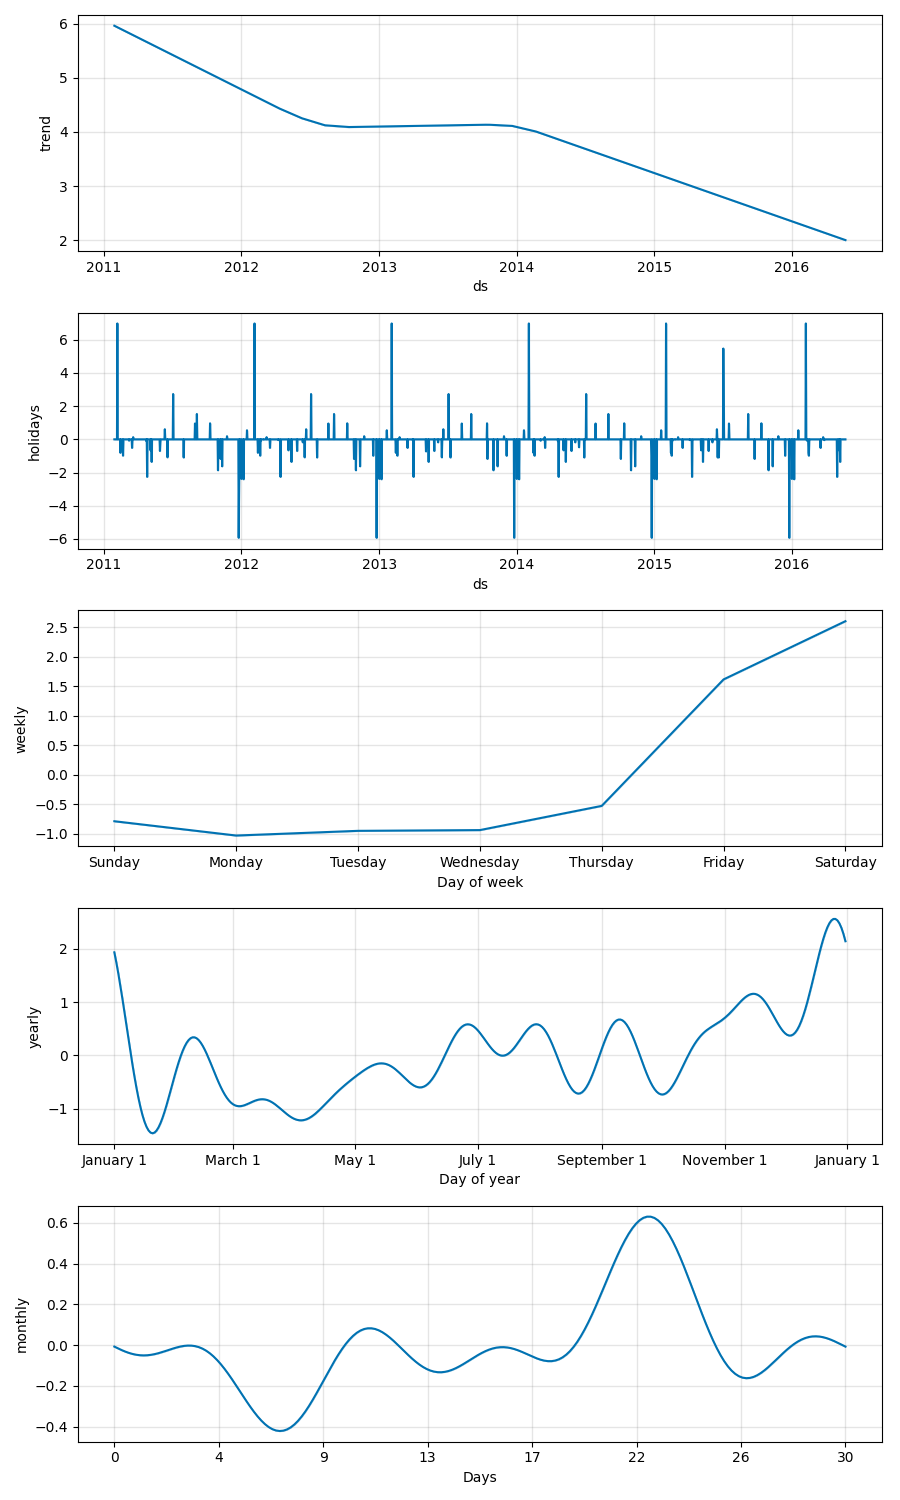 6
5
4
3
2
trend
2011 2012 2013 2014 2015 2016
ds
6
4
2
0
−2
−4
−6
holidays
2011 2012 2013 2014 2015 2016
ds
2.5
2.0
1.5
1.0
0.5
0.0
−0.5
−1.0
weekly
Sunday Monday Tuesday Wednesday Thursday Friday Saturday
Day of week
2
1
0
−1
yearly
January 1 March 1 May 1 July 1 September 1 November 1 January 1
Day of year
0.6
0.4
0.2
0.0
−0.2
−0.4
monthly
0 4 9 13 17 22 26 30
Days